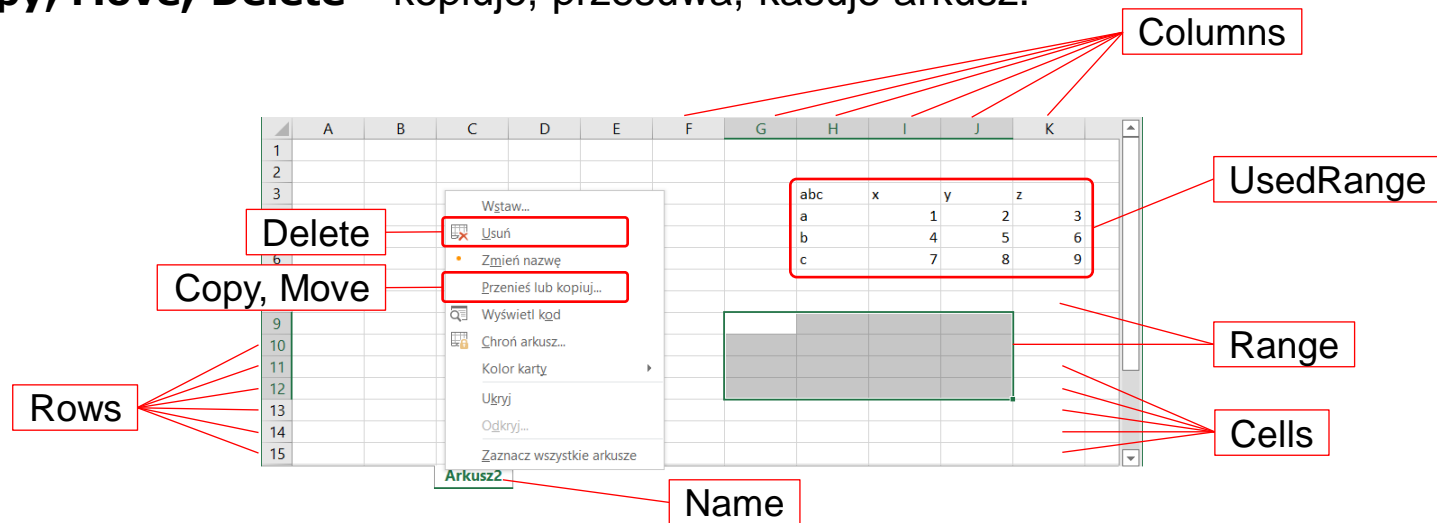 py, Move, Delete – kopiuje, przesuwa, kasuje arkusz.
Columns
A B C D E F G H I J K
1
2
3 abc x y z
a 1 2 3
b 4 5 6
6 c 7 8 9
9
10
11
12
13
14
15
Wstaw...
Usuń
Zmień nazwę
Przenieś lub kopiuj...
Wyświetl kod
Chroń arkusz...
Kolor karty
Ukryj
Odkryj...
Zaznacz wszystkie arkusze
Arkusz2
Delete
Copy, Move
Rows
UsedRange
Range
Cells
Name